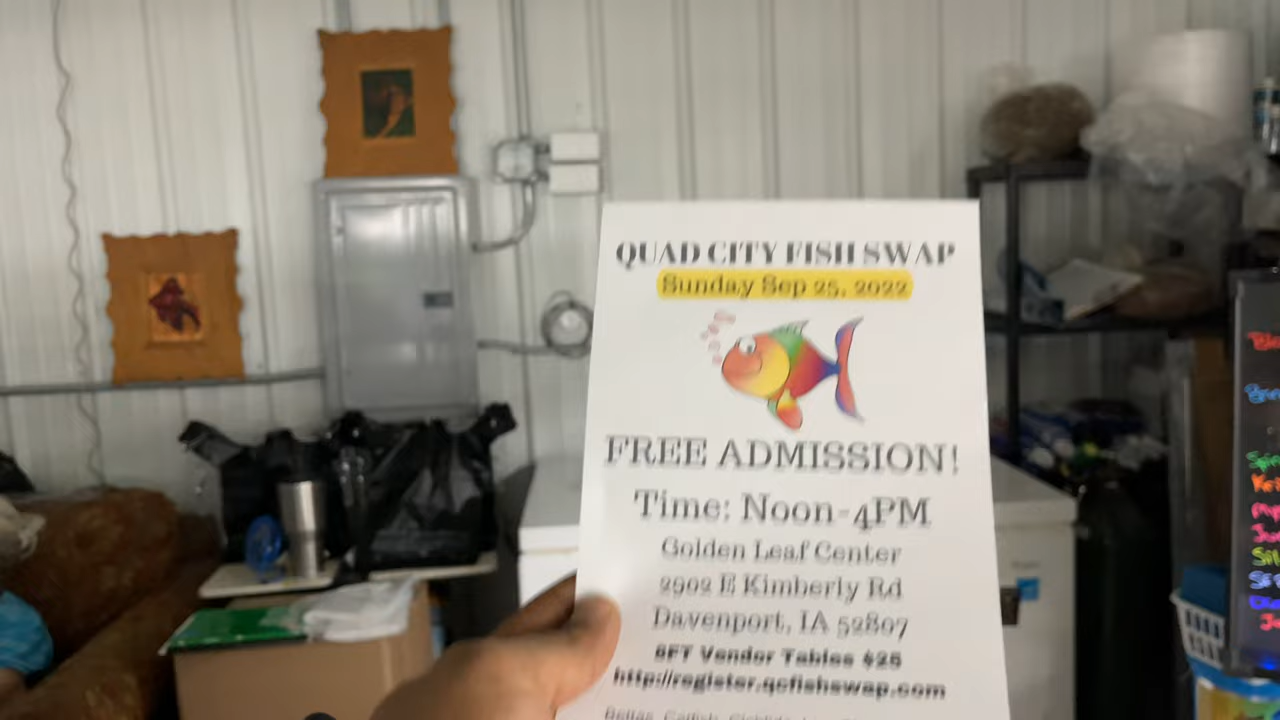 QUAD CITY FISH SWAP
Sunday Sep 25, 2022
FREE ADMISSION!
Time: Noon-4PM
Golden Leaf Center
2902 E Kimberly Rd
Davenport, IA 52807
8FT Vendor Tables $25
http://register.qcfishswap.com